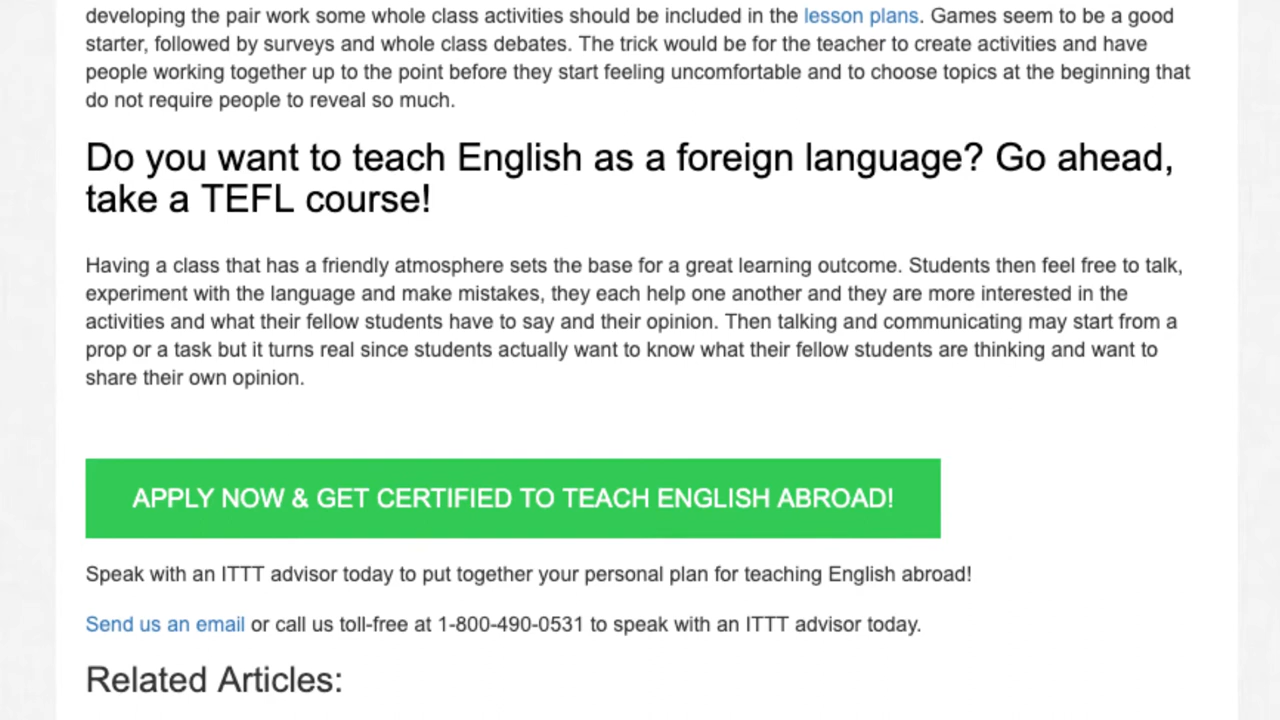 developing the pair work some whole class activities should be included in the lesson plans. Games seem to be a good
starter, followed by surveys and whole class debates. The trick would be for the teacher to create activities and have
people working together up to the point before they start feeling uncomfortable and to choose topics at the beginning that
do not require people to reveal so much.
Do you want to teach English as a foreign language? Go ahead,
take a TEFL course!
Having a class that has a friendly atmosphere sets the base for a great learning outcome. Students then feel free to talk,
experiment with the language and make mistakes, they each help one another and they are more interested in the
activities and what their fellow students have to say and their opinion. Then talking and communicating may start from a
prop or a task but it turns real since students actually want to know what their fellow students are thinking and want to
share their own opinion.
APPLY NOW & GET CERTIFIED TO TEACH ENGLISH ABROAD!
Speak with an ITTT advisor today to put together your personal plan for teaching English abroad!
Send us an email or call us toll-free at 1-800-490-0531 to speak with an ITTT advisor today.
Related Articles: